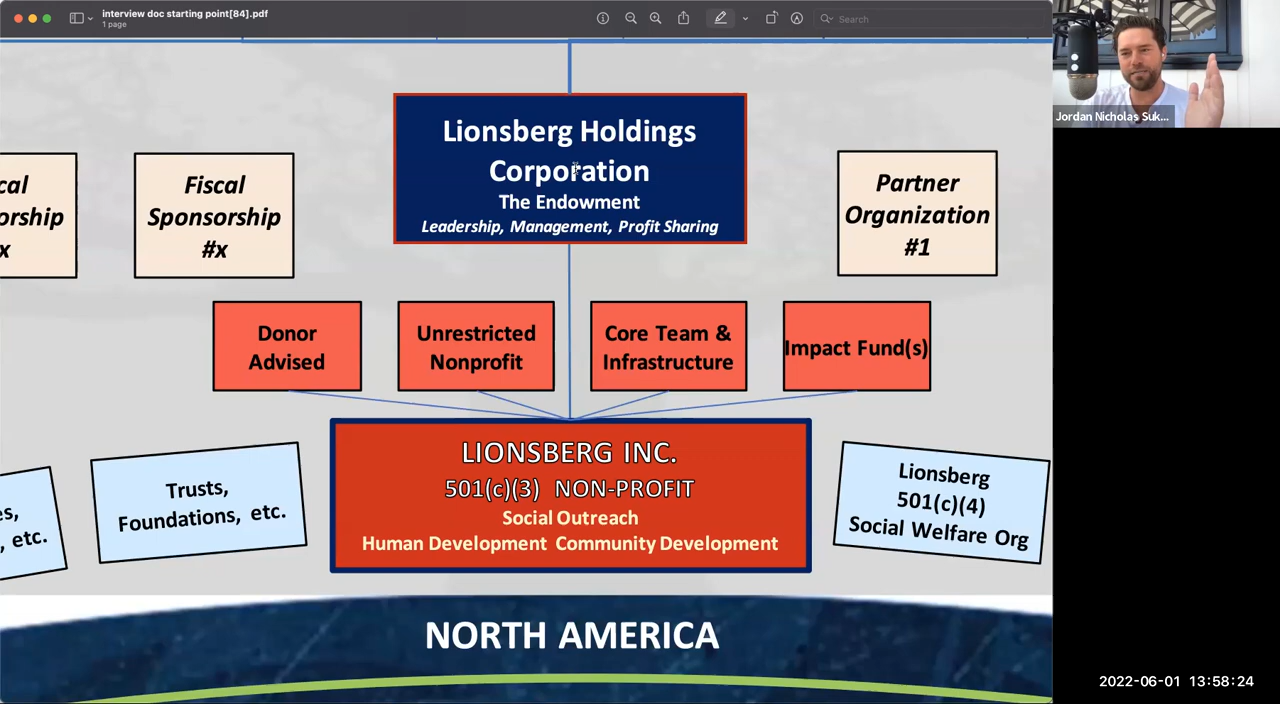 interview doc starting point[84].pdf
1 page
Search
Jordan Nicholas Suk...
Lionsberg Holdings
Corporation
The Endowment
Leadership, Management, Profit Sharing
Fiscal
Sponsorship
#x
Partner
Organization
#1
Donor
Advised
Unrestricted
Nonprofit
Core Team &
Infrastructure
Impact Fund(s)
LIONSBERG INC.
501(c)(3) NON-PROFIT
Social Outreach
Human Development Community Development
, etc.
Trusts,
Foundations, etc.
Lionsberg
501(c)(4)
Social Welfare Org
NORTH AMERICA
2022-06-01 13:58:24